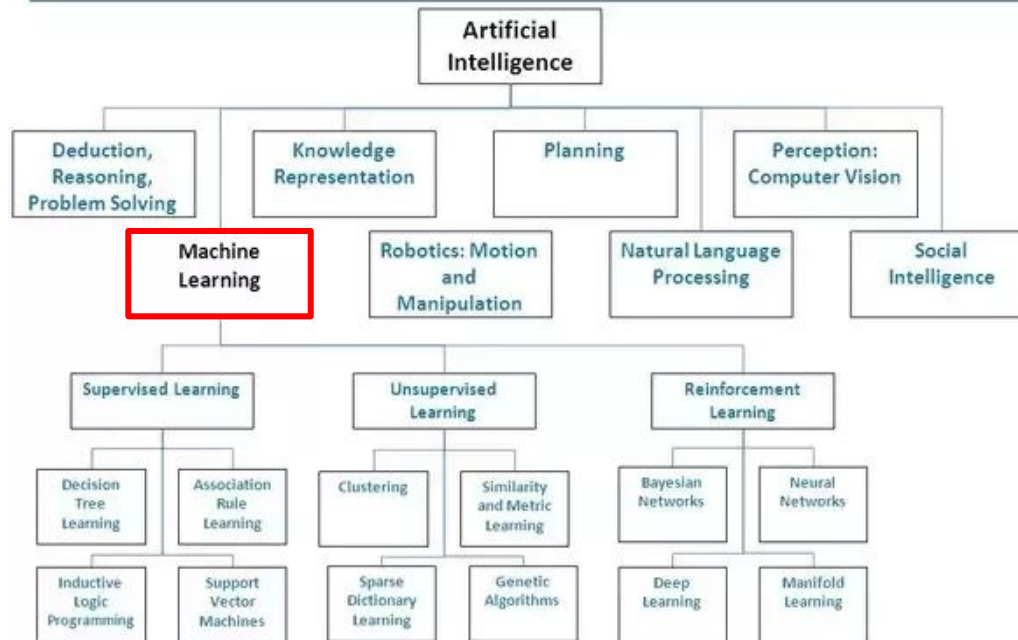 Artificial
Intelligence
Deduction,
Reasoning,
Problem Solving
Knowledge
Representation
Planning
Perception:
Computer Vision
Machine
Learning
Robotics: Motion
and
Manipulation
Natural Language
Processing
Social
Intelligence
Supervised Learning
Unsupervised
Learning
Reinforcement
Learning
Decision
Tree
Learning
Association
Rule
Learning
Clustering
Similarity
and Metric
Learning
Bayesian
Networks
Neural
Networks
Inductive
Logic
Programming
Support
Vector
Machines
Sparse
Dictionary
Learning
Genetic
Algorithms
Deep
Learning
Manifold
Learning